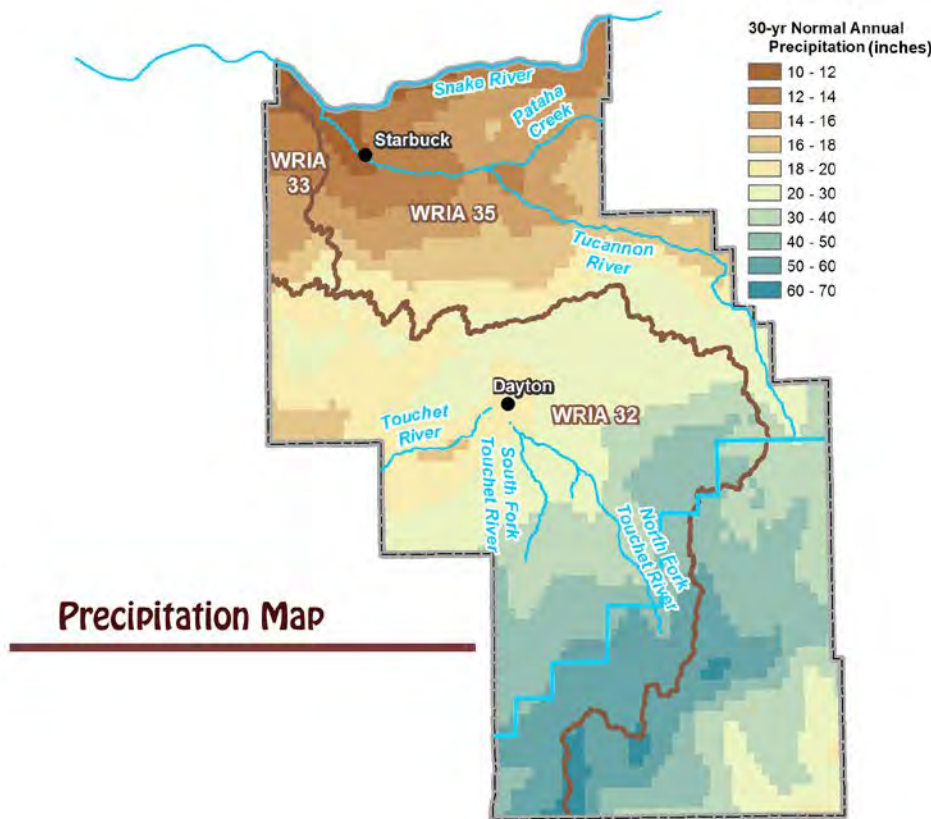 30-yr Normal Annual
Precipitation (inches)
10 - 12
12 - 14
14 - 16
16 - 18
18 - 20
20 - 30
30 - 40
40 - 50
50 - 60
60 - 70
Snake River
Pataha
Creek
Starbuck
WRIA
33
WRIA 35
Tucannon
River
Dayton
WRIA 32
Touchet
River
South Fork
Touchet River
North Fork
Touchet River
Precipitation Map